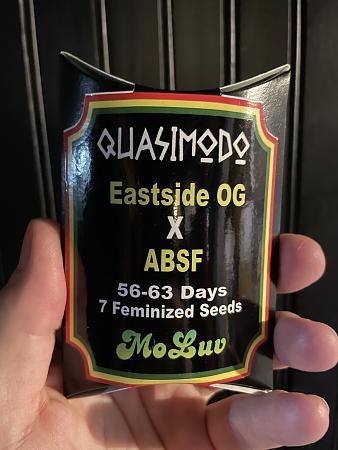 QUASIMODO
Eastside OG
X
ABSF
56-63 Days
7 Feminized Seeds
MoLuv